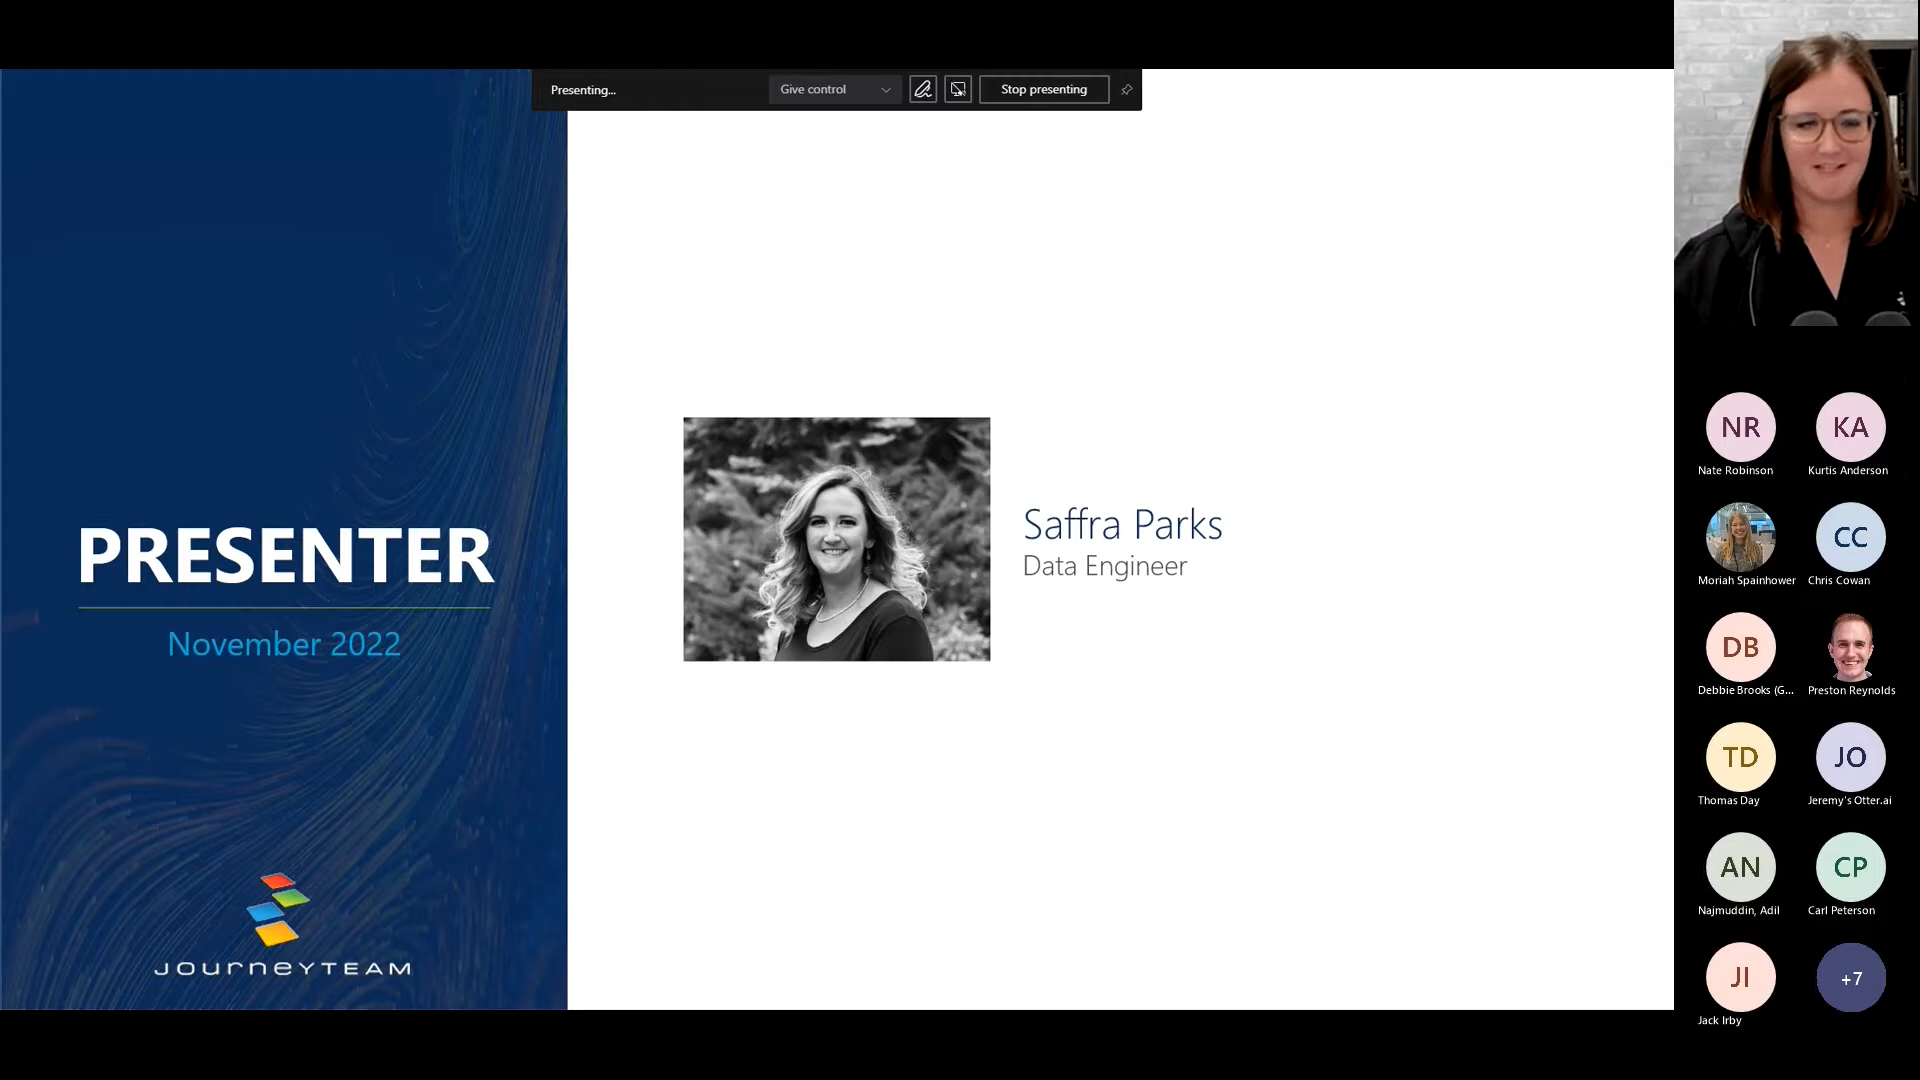 Presenting...
Give control
Stop presenting
PRESENTER
November 2022
JOURNEYTEAM
Saffra Parks
Data Engineer
NR
KA
Nate Robinson
Kurtis Anderson
CC
Moriah Spainhower
Chris Cowan
DB
Debbie Brooks (G...
Preston Reynolds
TD
JO
Thomas Day
Jeremy's Otter.ai
AN
CP
Najmuddin, Adil
Carl Peterson
JI
+7
Jack Irby